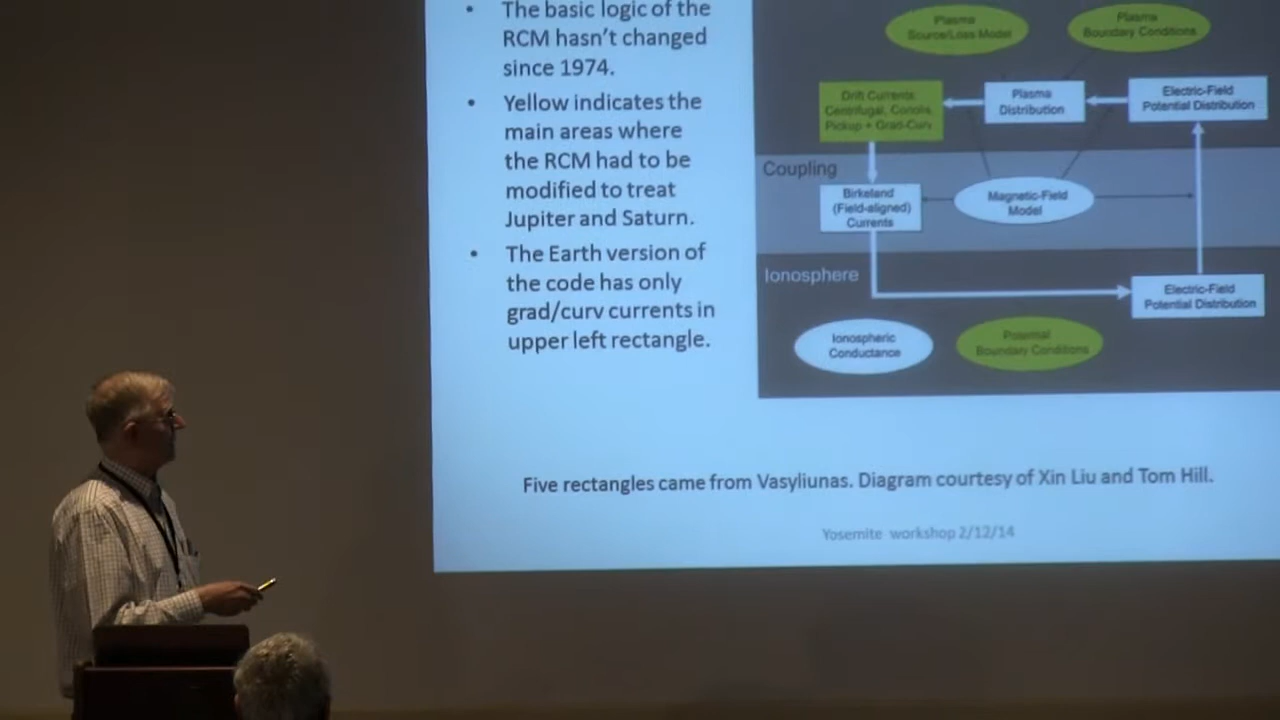 • The basic logic of the
RCM hasn't changed
since 1974.
• Yellow indicates the
main areas where
the RCM had to be
modified to treat
Jupiter and Saturn.
• The Earth version of
the code has only
grad/curv currents in
upper left rectangle.
Plasma
Source/Loss Model
Plasma
Boundary Conditions
Drift Currents:
Centrifugal, Coriolis,
Pickup + Grad-Curv
Plasma
Distribution
Electric-Field
Potential Distribution
Coupling
Birkeland
(Field-aligned)
Currents
Magnetic-Field
Model
Ionosphere
Electric-Field
Potential Distribution
Ionospheric
Conductance
Potential
Boundary Conditions
Five rectangles came from Vasyliunas. Diagram courtesy of Xin Liu and Tom Hill.
Yosemite workshop 2/12/14